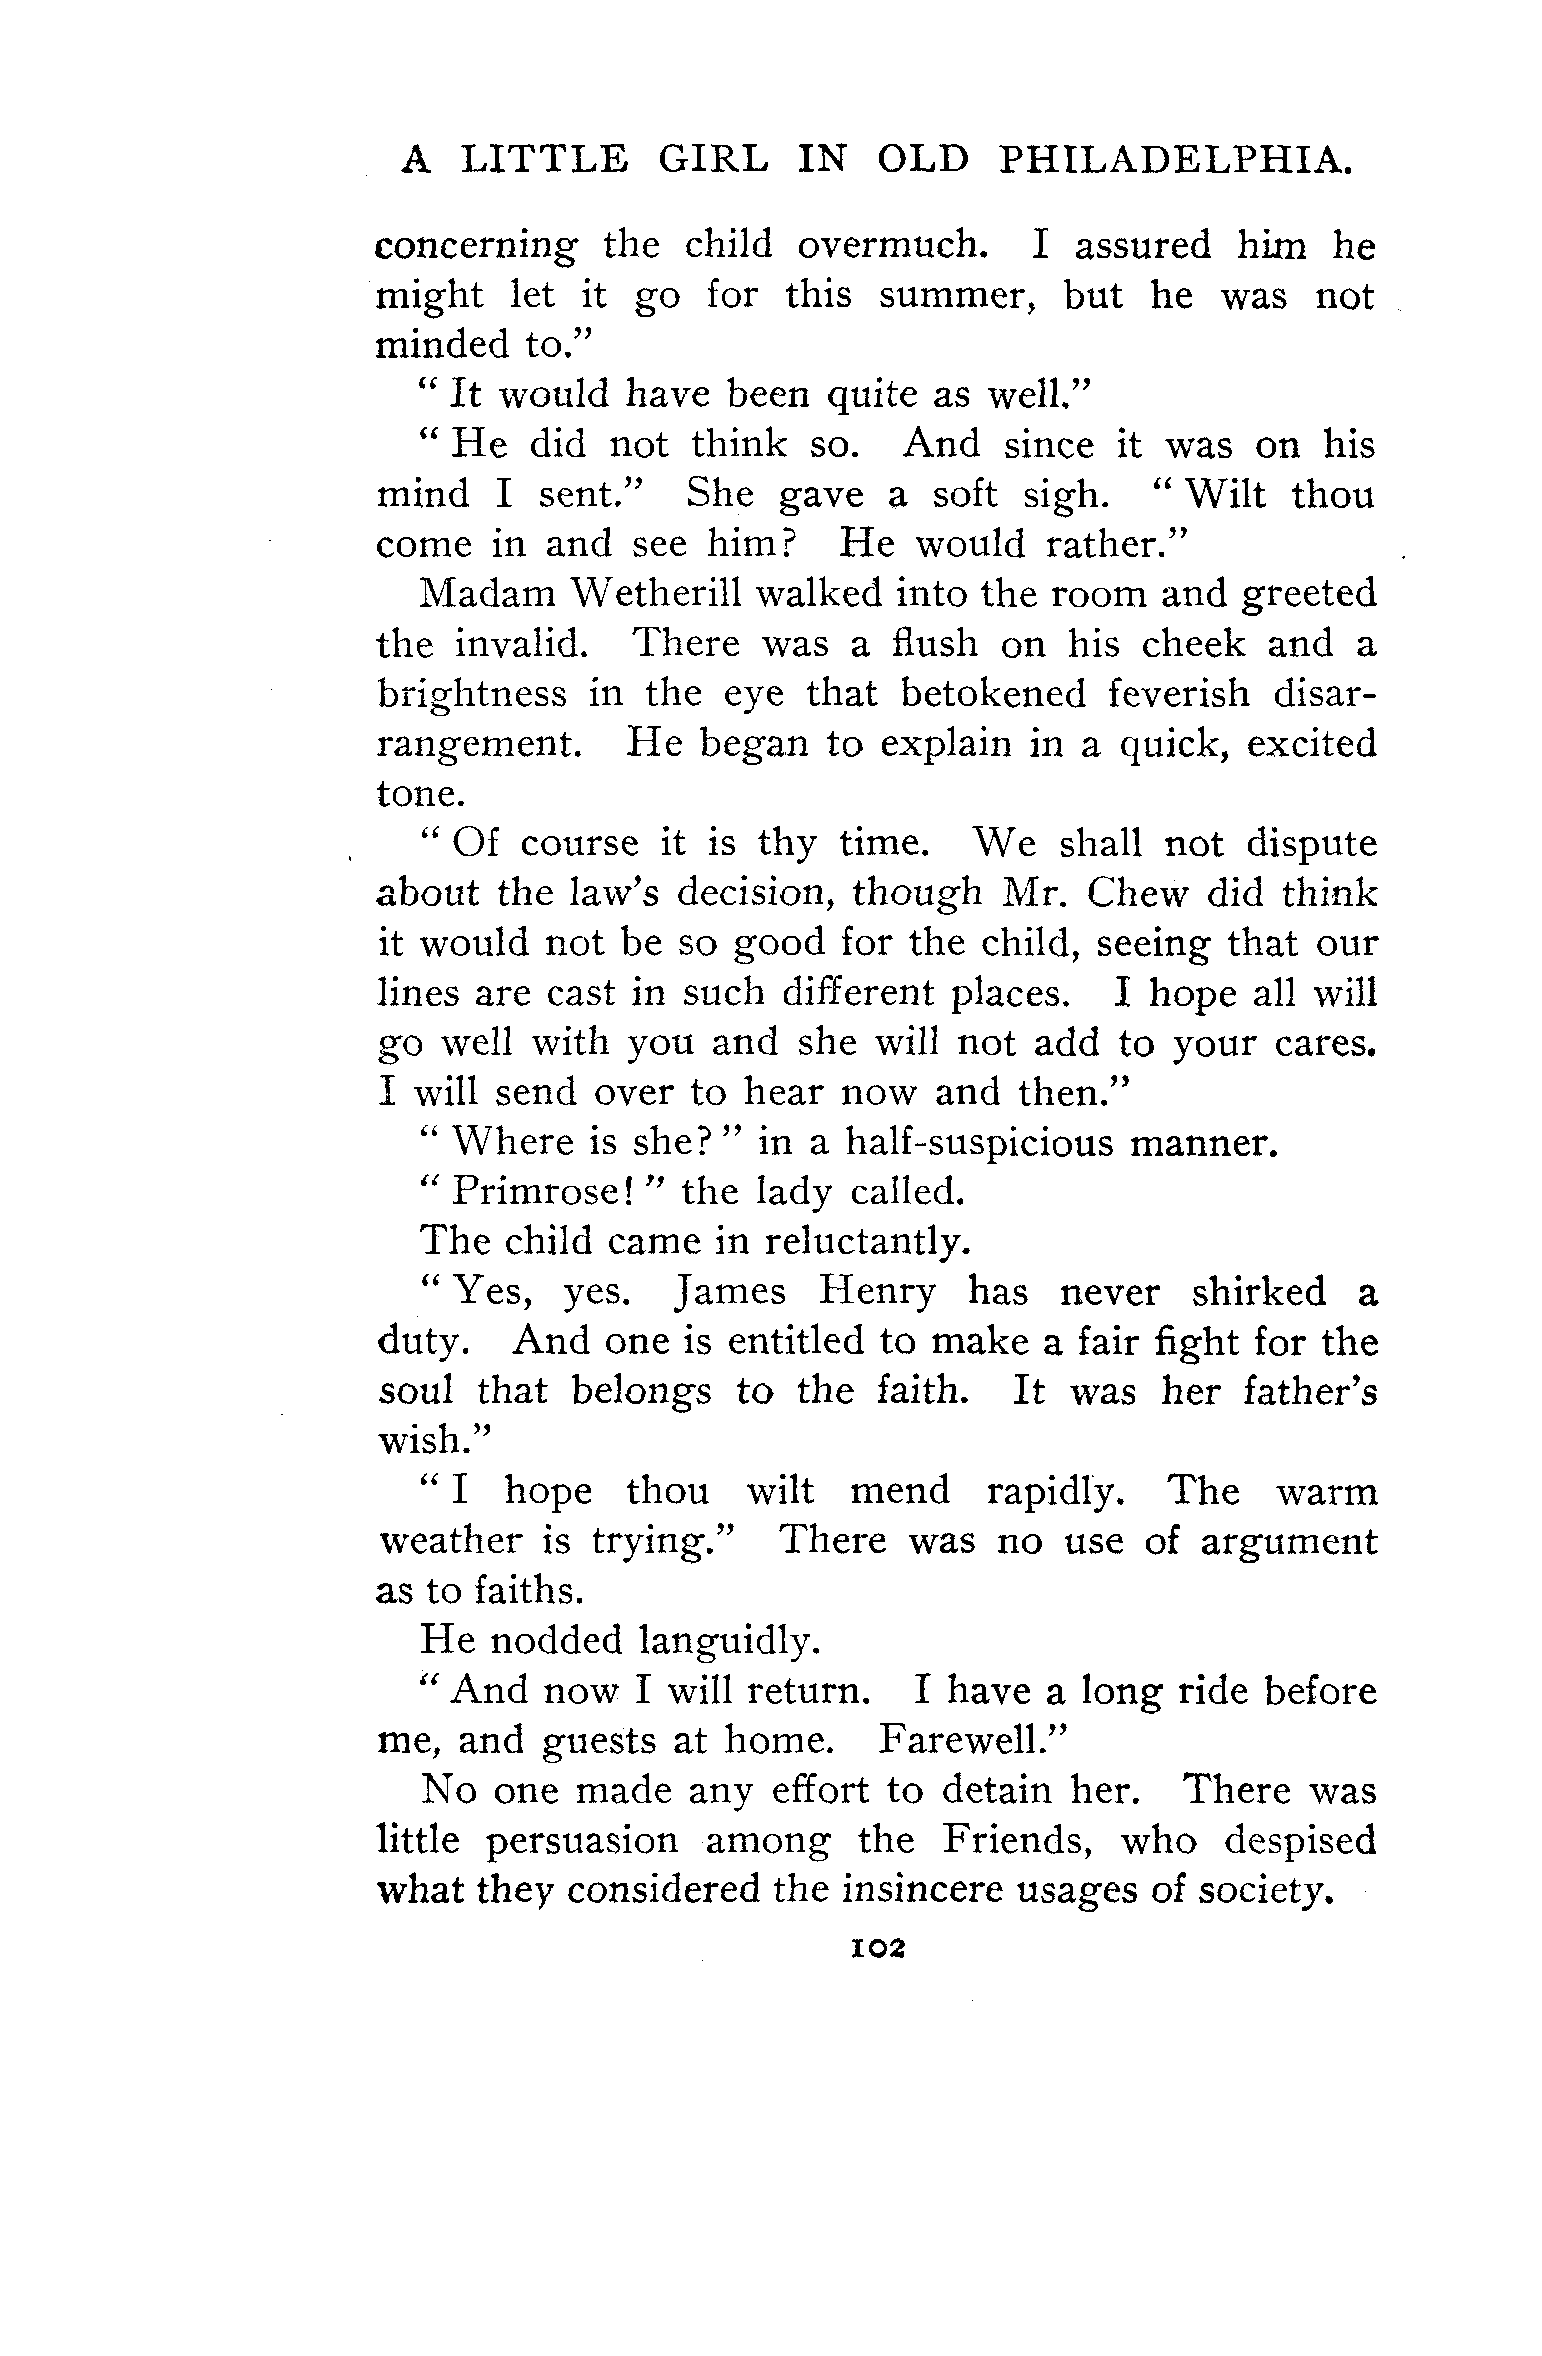 A LITTLE GIRL IN OLD PHILADELPHIA.
concerning the child overmuch. I assured him he
might let it go for this summer, but he was not
minded to.”
“ It would have been quite as well.”
“ He did not think so. And since it was on his
mind I sent.” She gave a soft sigh. “ Wilt thou
come in and see him? He would rather.”
Madam Wetherill walked into the room and greeted
the invalid. There was a flush on his cheek and a
brightness in the eye that betokened feverish disar-
rangement. He began to explain in a quick, excited
tone.
“ Of course it is thy time. We shall not dispute
about the law’s decision, though Mr. Chew did think
it would not be so good for the child, seeing that our
lines are cast in such different places. I hope all will
go well with you and she will not add to your cares.
I will send over to hear now and then.”
“ Where is she? ” in a half-suspicious manner.
“ Primrose! ” the lady called.
The child came in reluctantly.
“ Yes, yes. James Henry has never shirked a
duty. And one is entitled to make a fair fight for the
soul that belongs to the faith. It was her father’s
wish.”
“ I hope thou wilt mend rapidly. The warm
weather is trying.” There was no use of argument
as to faiths.
He nodded languidly.
“ And now I will return. I have a long ride before
me, and guests at home. Farewell.”
No one made any effort to detain her. There was
little persuasion among the Friends, who despised
what they considered the insincere usages of society.
102